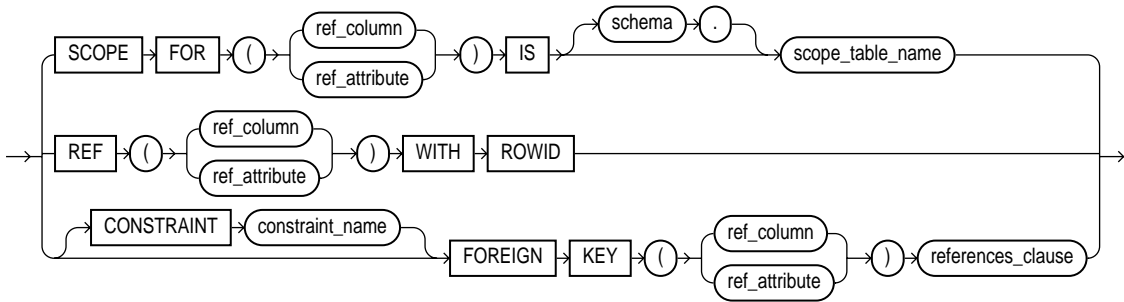 schema .
ref_column
SCOPE FOR ( ) IS scope_table_name
ref_attribute
ref_column
REF ( ) WITH ROWID
ref_attribute
CONSTRAINT constraint_name
ref_column
FOREIGN KEY ( ) references_clause
ref_attribute